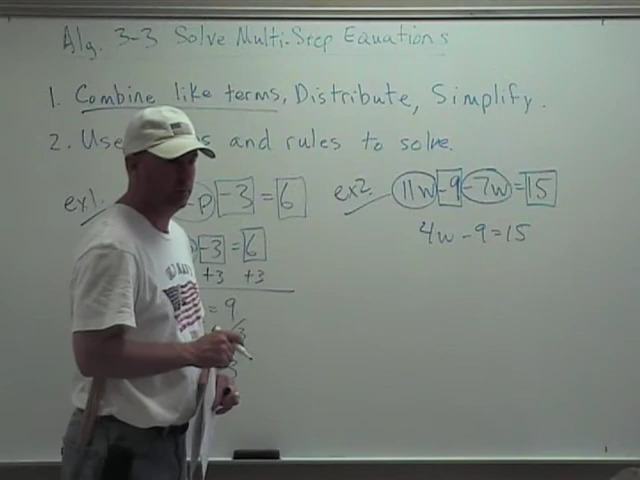 Alg. 3-3 Solve Multi-Step Equations
1. Combine like terms, Distribute, Simplify.
2. Use and rules to solve.
ex1. -p -3 = 6
-3 = 6
+3 +3
= 9
3
ex2. 11w -9 -7w = 15
4w - 9 = 15